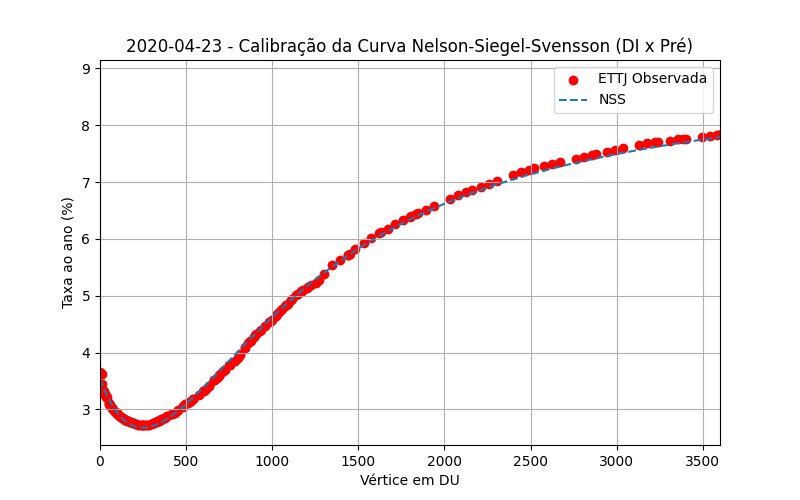 2020-04-23 - Calibração da Curva Nelson-Siegel-Svensson (DI x Pré)
ETTJ Observada
NSS
Taxa ao ano (%)
9
8
7
6
5
4
3
0 500 1000 1500 2000 2500 3000 3500
Vértice em DU